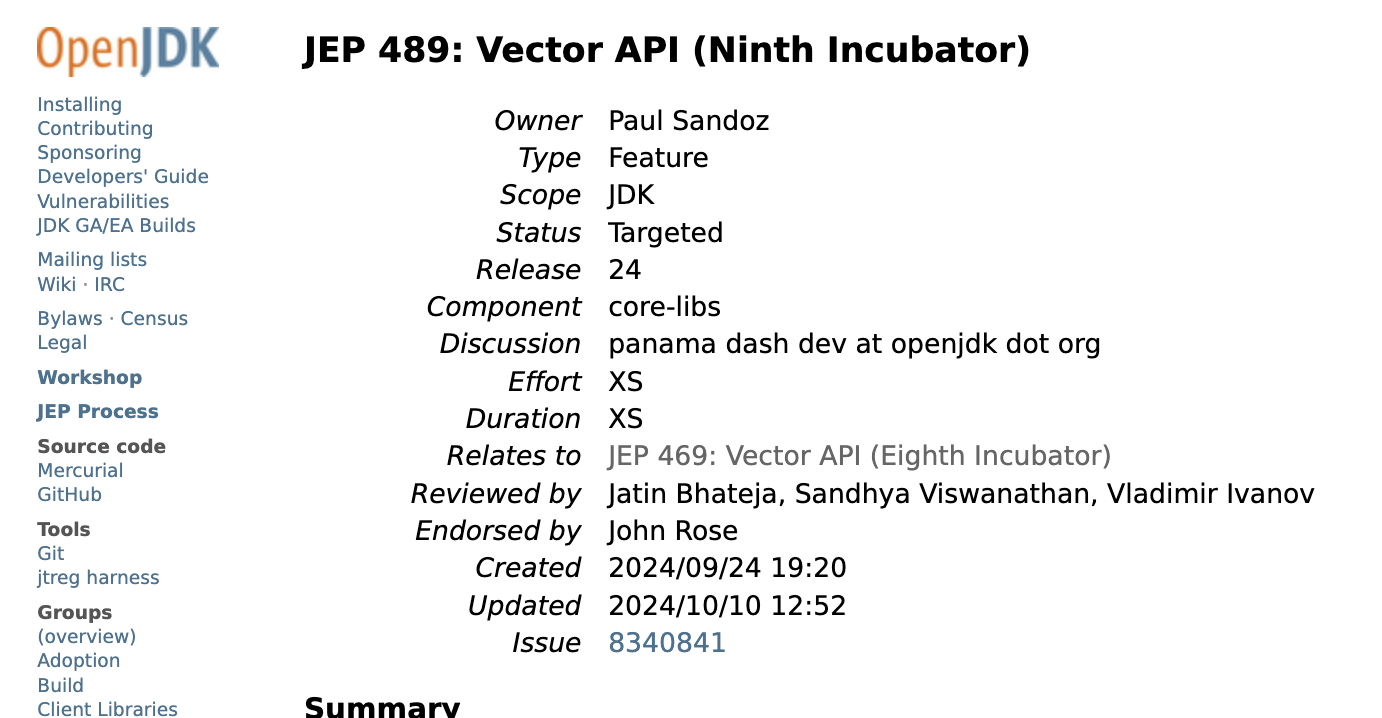 OpenJDK
Installing
Contributing
Sponsoring
Developers' Guide
Vulnerabilities
JDK GA/EA Builds
Mailing lists
Wiki · IRC
Bylaws · Census
Legal
Workshop
JEP Process
Source code
Mercurial
GitHub
Tools
Git
jtreg harness
Groups
(overview)
Adoption
Build
Client Libraries
JEP 489: Vector API (Ninth Incubator)
Owner Paul Sandoz
Type Feature
Scope JDK
Status Targeted
Release 24
Component core-libs
Discussion panama dash dev at openjdk dot org
Effort XS
Duration XS
Relates to JEP 469: Vector API (Eighth Incubator)
Reviewed by Jatin Bhateja, Sandhya Viswanathan, Vladimir Ivanov
Endorsed by John Rose
Created 2024/09/24 19:20
Updated 2024/10/10 12:52
Issue 8340841
Summary